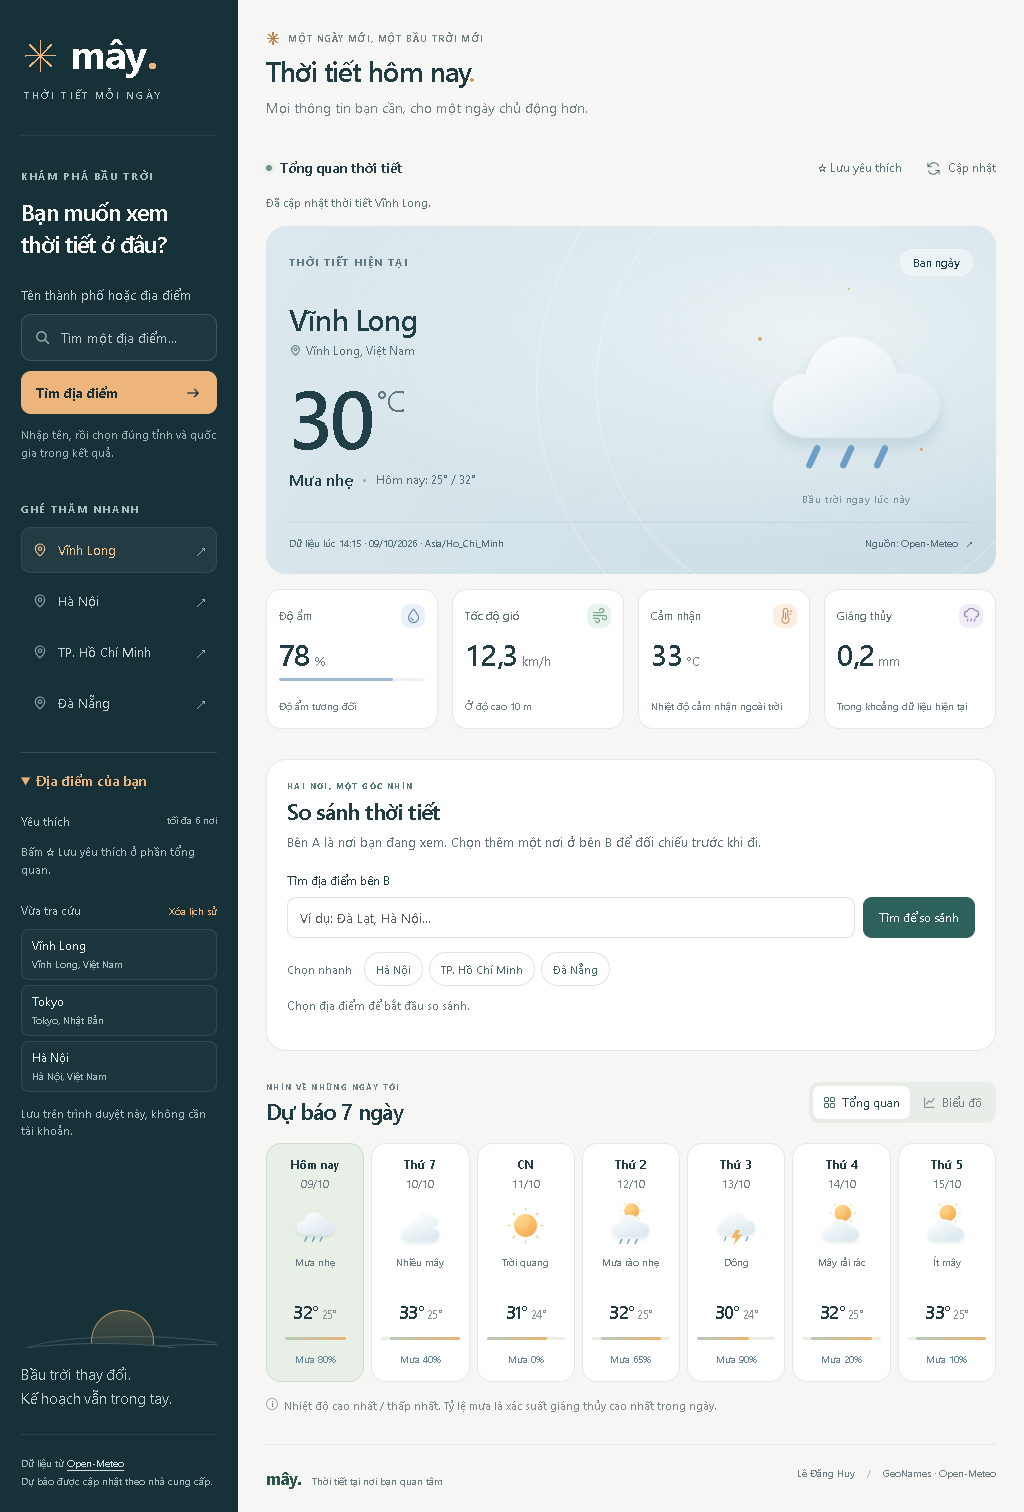 mây.
THỜI TIẾT MỖI NGÀY
KHÁM PHÁ BẦU TRỜI
Bạn muốn xem
thời tiết ở đâu?
Tên thành phố hoặc địa điểm
Tìm một địa điểm...
Tìm địa điểm →
Nhập tên, rồi chọn đúng tỉnh và quốc
gia trong kết quả.
GHÉ THĂM NHANH
Vĩnh Long ↗
Hà Nội ↗
TP. Hồ Chí Minh ↗
Đà Nẵng ↗
▼ Địa điểm của bạn
Yêu thích tối đa 6 nơi
Bấm ☆ Lưu yêu thích ở phần tổng
quan.
Vừa tra cứu Xóa lịch sử
Vĩnh Long
Vĩnh Long, Việt Nam
Tokyo
Tokyo, Nhật Bản
Hà Nội
Hà Nội, Việt Nam
Lưu trên trình duyệt này, không cần
tài khoản.
Bầu trời thay đổi.
Kế hoạch vẫn trong tay.
Dữ liệu từ Open-Meteo
Dự báo được cập nhật theo nhà cung cấp.
MỘT NGÀY MỚI, MỘT BẦU TRỜI MỚI
Thời tiết hôm nay.
Mọi thông tin bạn cần, cho một ngày chủ động hơn.
Tổng quan thời tiết ☆ Lưu yêu thích Cập nhật
Đã cập nhật thời tiết Vĩnh Long.
THỜI TIẾT HIỆN TẠI Ban ngày
Vĩnh Long
Vĩnh Long, Việt Nam
30°C
Mưa nhẹ • Hôm nay: 25° / 32°
Bầu trời ngay lúc này
Dữ liệu lúc 14:15 · 09/10/2026 · Asia/Ho_Chi_Minh Nguồn: Open-Meteo ↗
Độ ẩm Tốc độ gió Cảm nhận Giáng thủy
78 % 12,3 km/h 33 °C 0,2 mm
Độ ẩm tương đối Ở độ cao 10 m Nhiệt độ cảm nhận ngoài trời Trong khoảng dữ liệu hiện tại
HAI NƠI, MỘT GÓC NHÌN
So sánh thời tiết
Bên A là nơi bạn đang xem. Chọn thêm một nơi ở bên B để đối chiếu trước khi đi.
Tìm địa điểm bên B
Ví dụ: Đà Lạt, Hà Nội... Tìm để so sánh
Chọn nhanh Hà Nội TP. Hồ Chí Minh Đà Nẵng
Chọn địa điểm để bắt đầu so sánh.
NHÌN VỀ NHỮNG NGÀY TỚI
Dự báo 7 ngày Tổng quan Biểu đồ
Hôm nay Thứ 7 CN Thứ 2 Thứ 3 Thứ 4 Thứ 5
09/10 10/10 11/10 12/10 13/10 14/10 15/10
Mưa nhẹ Nhiều mây Trời quang Mưa rào nhẹ Dông Mây rải rác Ít mây
32° 25° 33° 25° 31° 24° 32° 25° 30° 24° 32° 25° 33° 25°
Mưa 80% Mưa 40% Mưa 0% Mưa 65% Mưa 90% Mưa 20% Mưa 10%
Nhiệt độ cao nhất / thấp nhất. Tỷ lệ mưa là xác suất giáng thủy cao nhất trong ngày.
mây. Thời tiết tại nơi bạn quan tâm Lê Đăng Huy / GeoNames · Open-Meteo